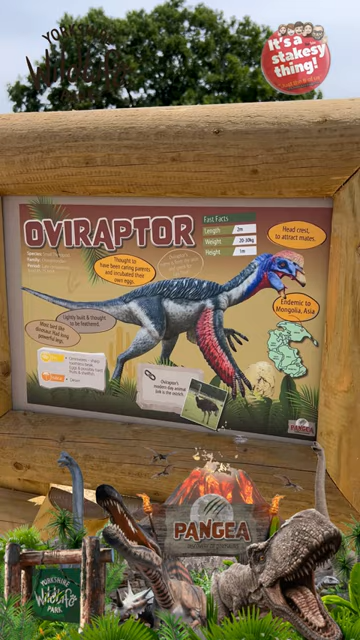 YORKSHIRE
Wildlife
It's a
stakesy
thing!
OVIRAPTOR
Fast Facts
Length 2m
Weight 20-30kg
Height 1m
Head crest,
to attract mates.
Thought to
have been caring parents
and incubated their
own eggs.
Endemic to
Mongolia, Asia
Lightly built & thought
to be feathered.
Most bird like
dinosaur. Had long
powerful legs.
Oviraptor's
modern-day animal
link is the ostrich
PANGEA
PANGEA
YORKSHIRE
Wildlife
PARK